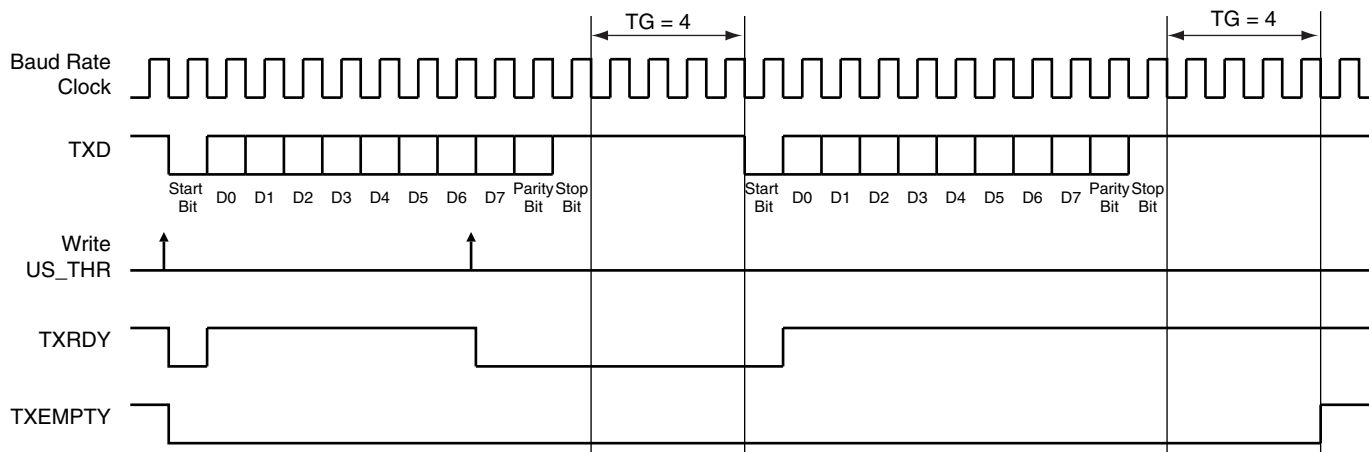 TG = 4
TG = 4
Baud Rate
Clock
TXD
Start
Bit
D0
D1
D2
D3
D4
D5
D6
D7
Parity
Bit
Stop
Bit
Start
Bit
D0
D1
D2
D3
D4
D5
D6
D7
Parity
Bit
Stop
Bit
Write
US_THR
TXRDY
TXEMPTY